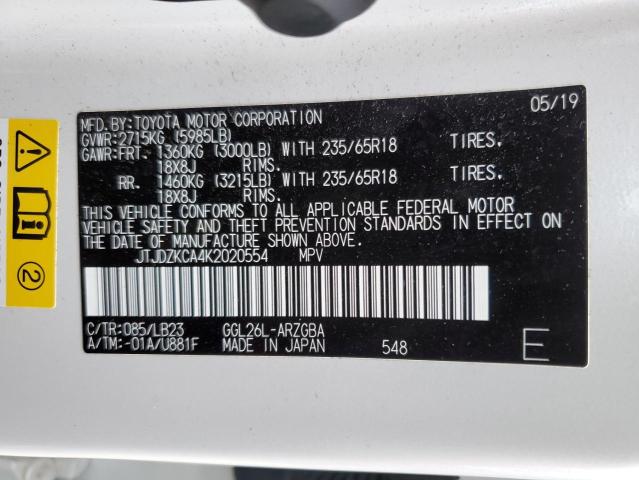 05/19
MFD.BY:TOYOTA MOTOR CORPORATION
GVWR:2715KG (5985LB)
GAWR:FRT. 1360KG (3000LB) WITH 235/65R18 TIRES.
18X8J RIMS.
RR. 1460KG (3215LB) WITH 235/65R18 TIRES.
18X8J RIMS.
THIS VEHICLE CONFORMS TO ALL APPLICABLE FEDERAL MOTOR
VEHICLE SAFETY AND THEFT PREVENTION STANDARDS IN EFFECT ON
THE DATE OF MANUFACTURE SHOWN ABOVE.
JTJDZKCA4K2020554 MPV
C/TR:085/LB23 GGL26L-ARZGBA
A/TM:-01A/U881F MADE IN JAPAN 548
E
2